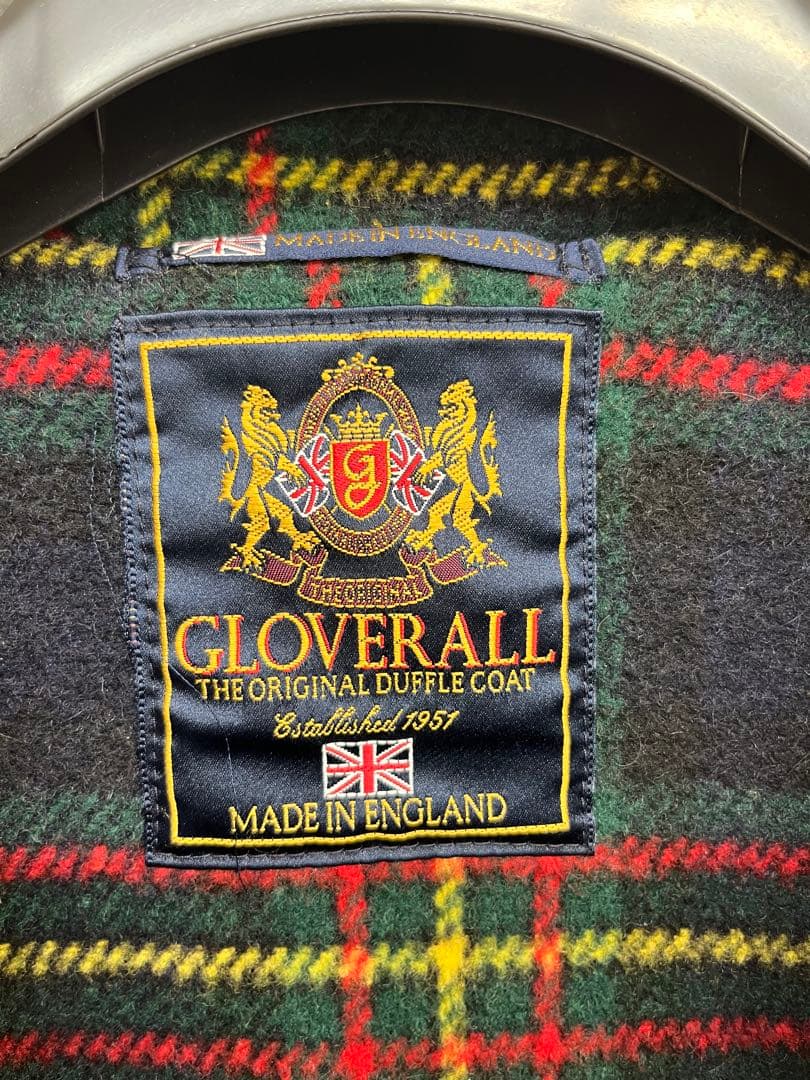 MADE IN ENGLAND
G
THE ORIGINAL
GLOVERALL
THE ORIGINAL DUFFLE COAT
Established 1951
MADE IN ENGLAND